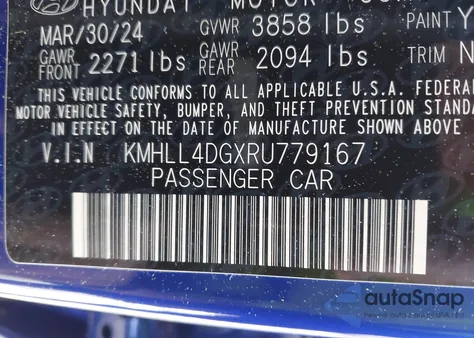 HYUNDAI MOTOR
MAR/30/24 GVWR 3858 lbs PAINT
GAWR FRONT 2271 lbs GAWR REAR 2094 lbs TRIM
THIS VEHICLE CONFORMS TO ALL APPLICABLE U.S.A. FEDERA
MOTOR VEHICLE SAFETY, BUMPER, AND THEFT PREVENTION STANDA
IN EFFECT ON THE DATE OF MANUFACTURE SHOWN ABOVE
V.I.N KMHLL4DGXRU779167
PASSENGER CAR
autoSnap